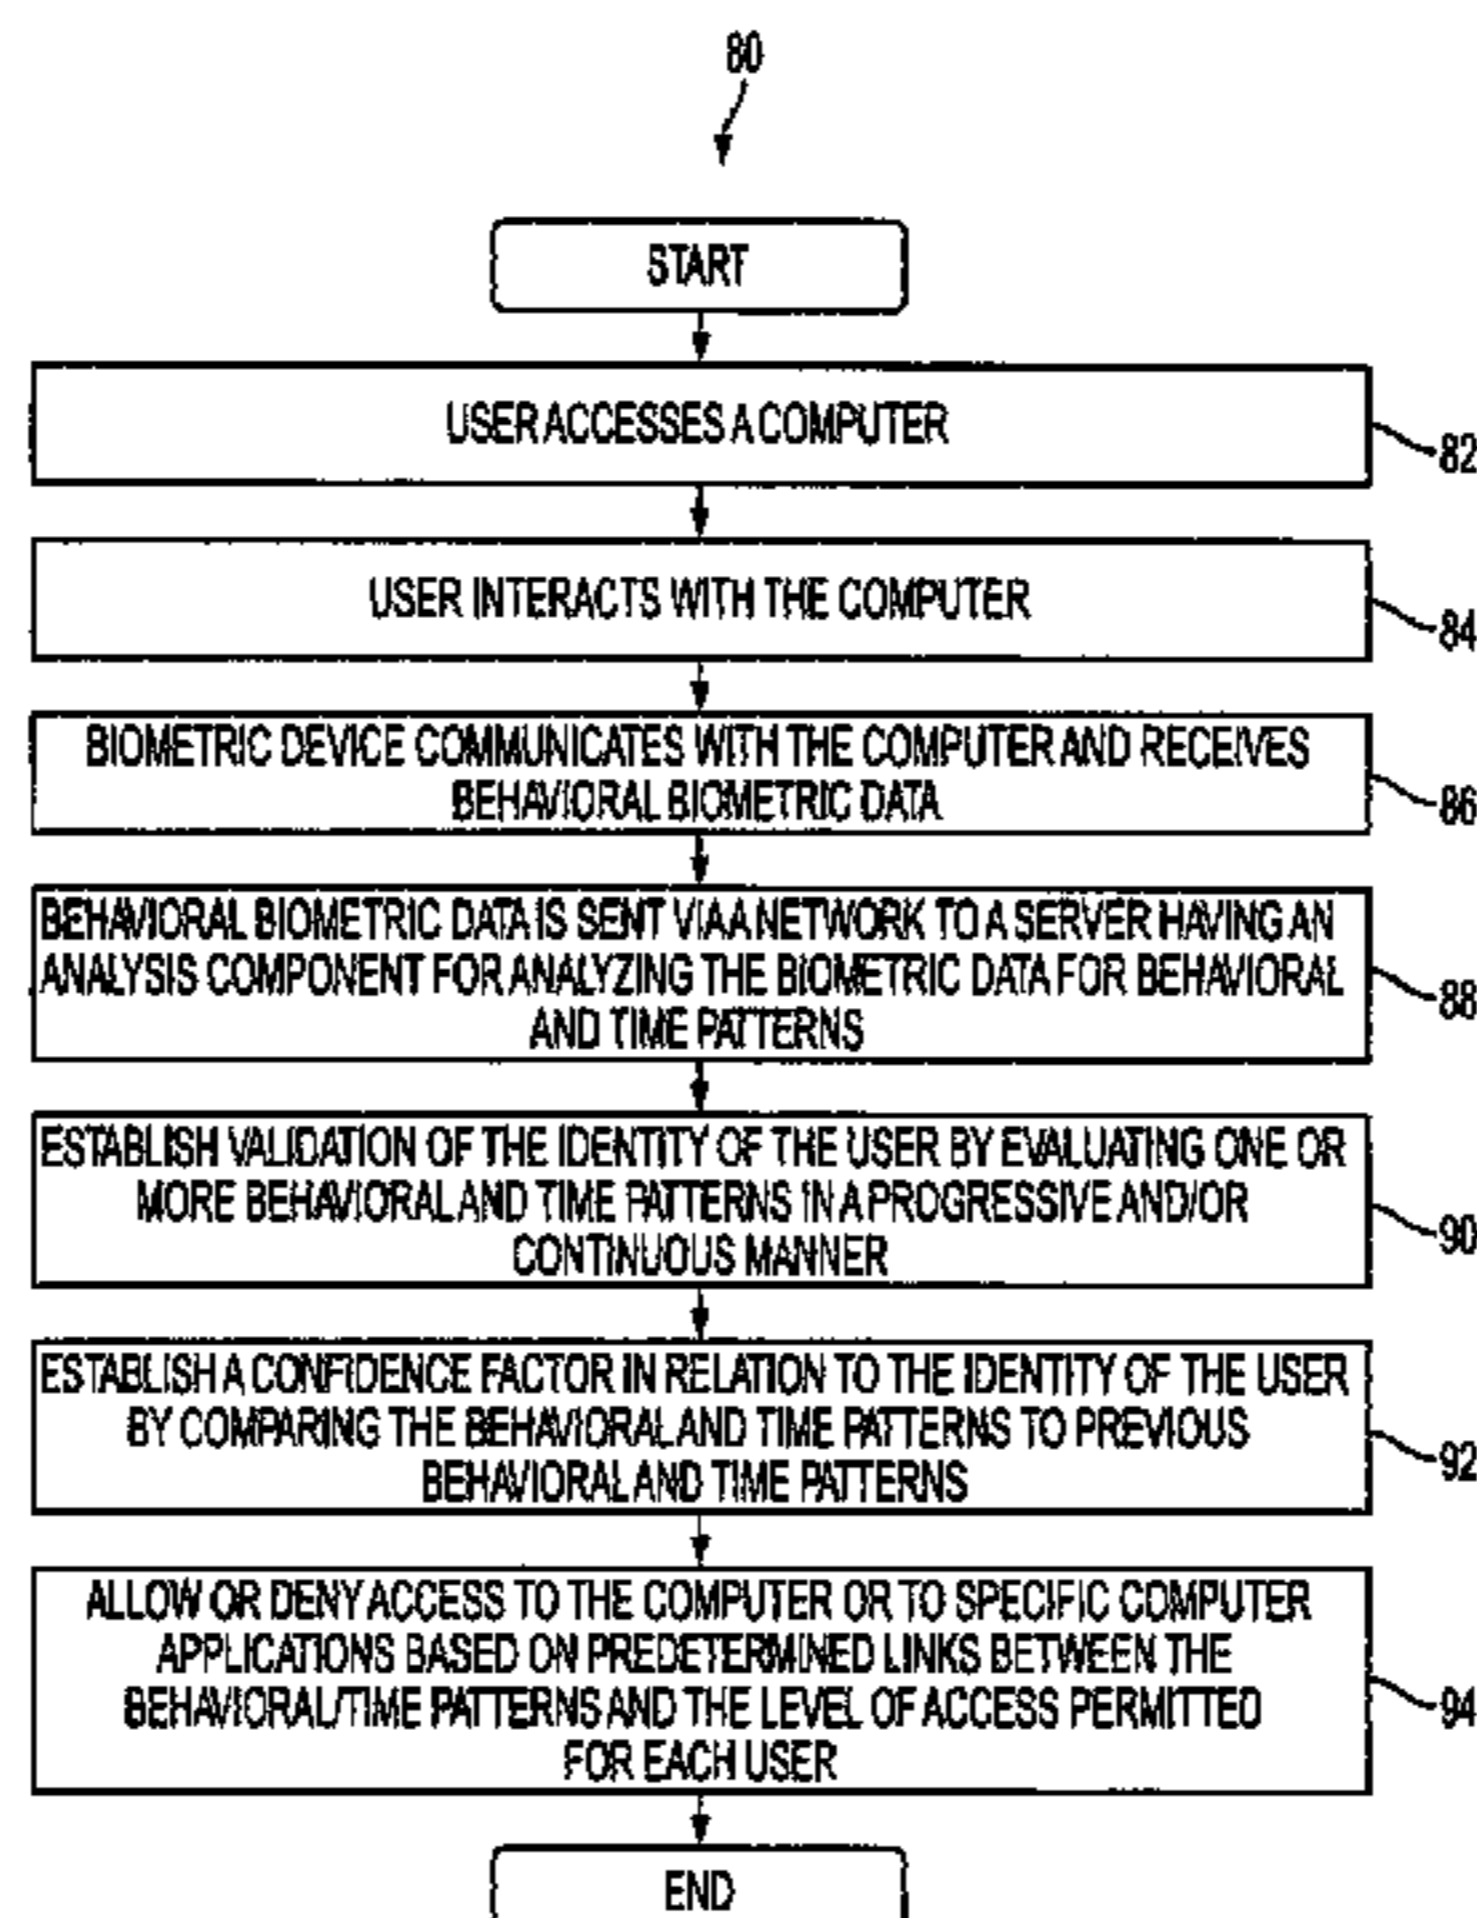 80
START
USER ACCESSES A COMPUTER
82
USER INTERACTS WITH THE COMPUTER
84
BIOMETRIC DEVICE COMMUNICATES WITH THE COMPUTER AND RECEIVES
BEHAVIORAL BIOMETRIC DATA
86
BEHAVIORAL BIOMETRIC DATA IS SENT VIA A NETWORK TO A SERVER HAVING AN
ANALYSIS COMPONENT FOR ANALYZING THE BIOMETRIC DATA FOR BEHAVIORAL
AND TIME PATTERNS
88
ESTABLISH VALIDATION OF THE IDENTITY OF THE USER BY EVALUATING ONE OR
MORE BEHAVIORAL AND TIME PATTERNS IN A PROGRESSIVE AND/OR
CONTINUOUS MANNER
90
ESTABLISH A CONFIDENCE FACTOR IN RELATION TO THE IDENTITY OF THE USER
BY COMPARING THE BEHAVIORAL AND TIME PATTERNS TO PREVIOUS
BEHAVIORAL AND TIME PATTERNS
92
ALLOW OR DENY ACCESS TO THE COMPUTER OR TO SPECIFIC COMPUTER
APPLICATIONS BASED ON PREDETERMINED LINKS BETWEEN THE
BEHAVIORAL/TIME PATTERNS AND THE LEVEL OF ACCESS PERMITTED
FOR EACH USER
94
END